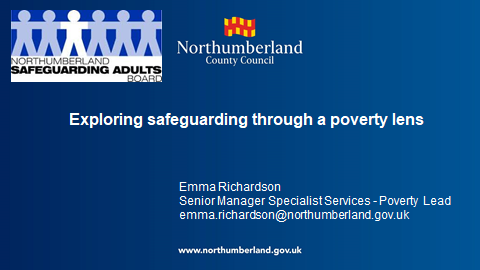 NORTHUMBERLAND
SAFEGUARDING ADULTS
BOARD
Northumberland
County Council
Exploring safeguarding through a poverty lens
Emma Richardson
Senior Manager Specialist Services - Poverty Lead
emma.richardson@northumberland.gov.uk
www.northumberland.gov.uk